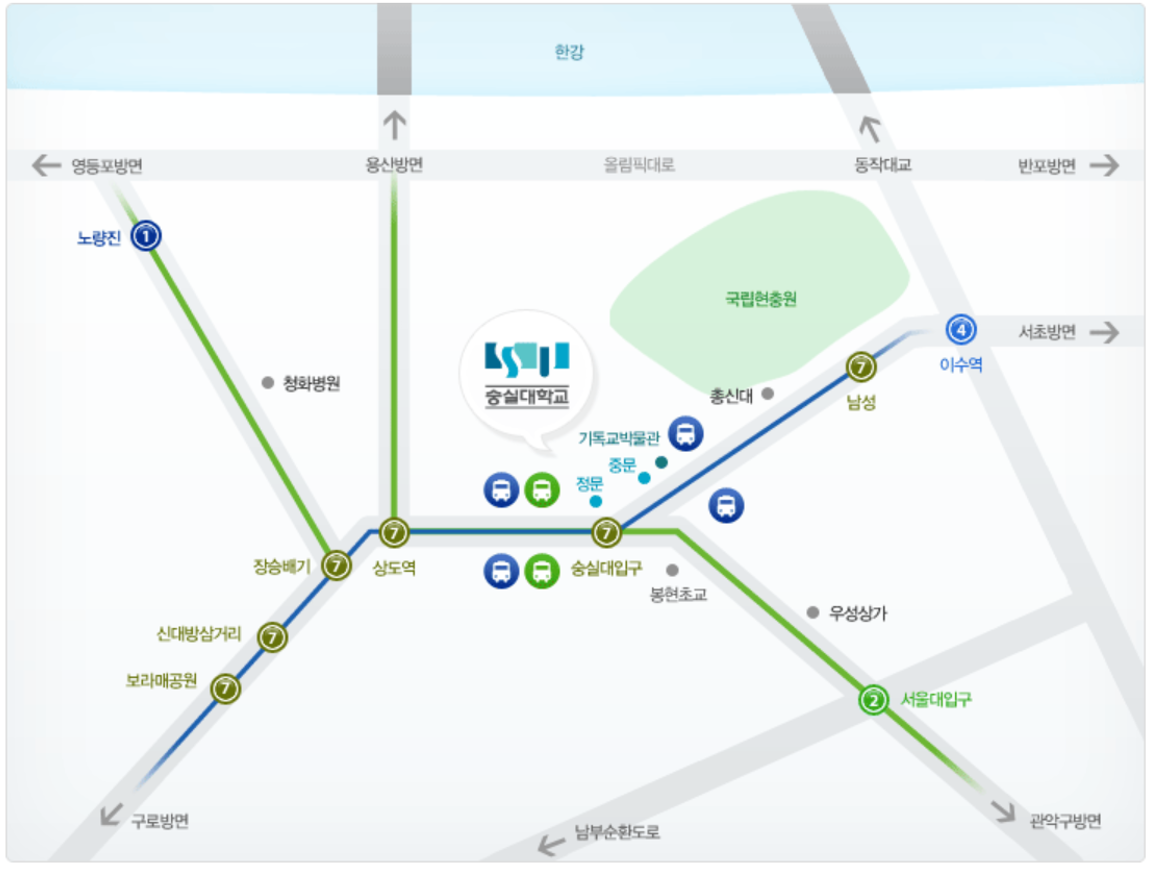 한강
영등포방면
용산방면
올림픽대로
동작대교
반포방면
노량진
1
국립현충원
4
서초방면
이수역
7
남성
청화병원
숭실대학교
총신대
기독교박물관
중문
정문
7
7
장승배기
7
상도역
숭실대입구
봉현초교
우성상가
신대방삼거리
7
보라매공원
7
2
서울대입구
구로방면
남부순환도로
관악구방면